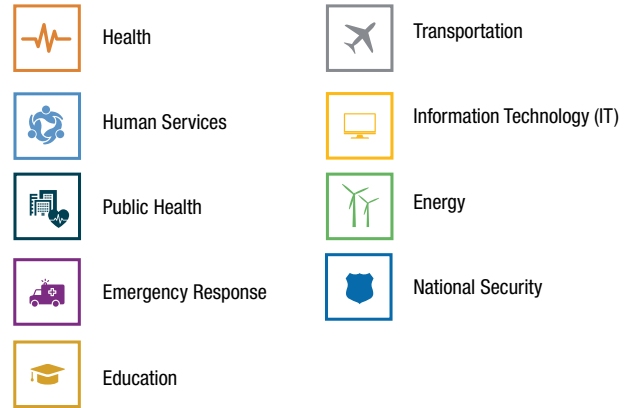 Health
Human Services
Public Health
Emergency Response
Education
Transportation
Information Technology (IT)
Energy
National Security